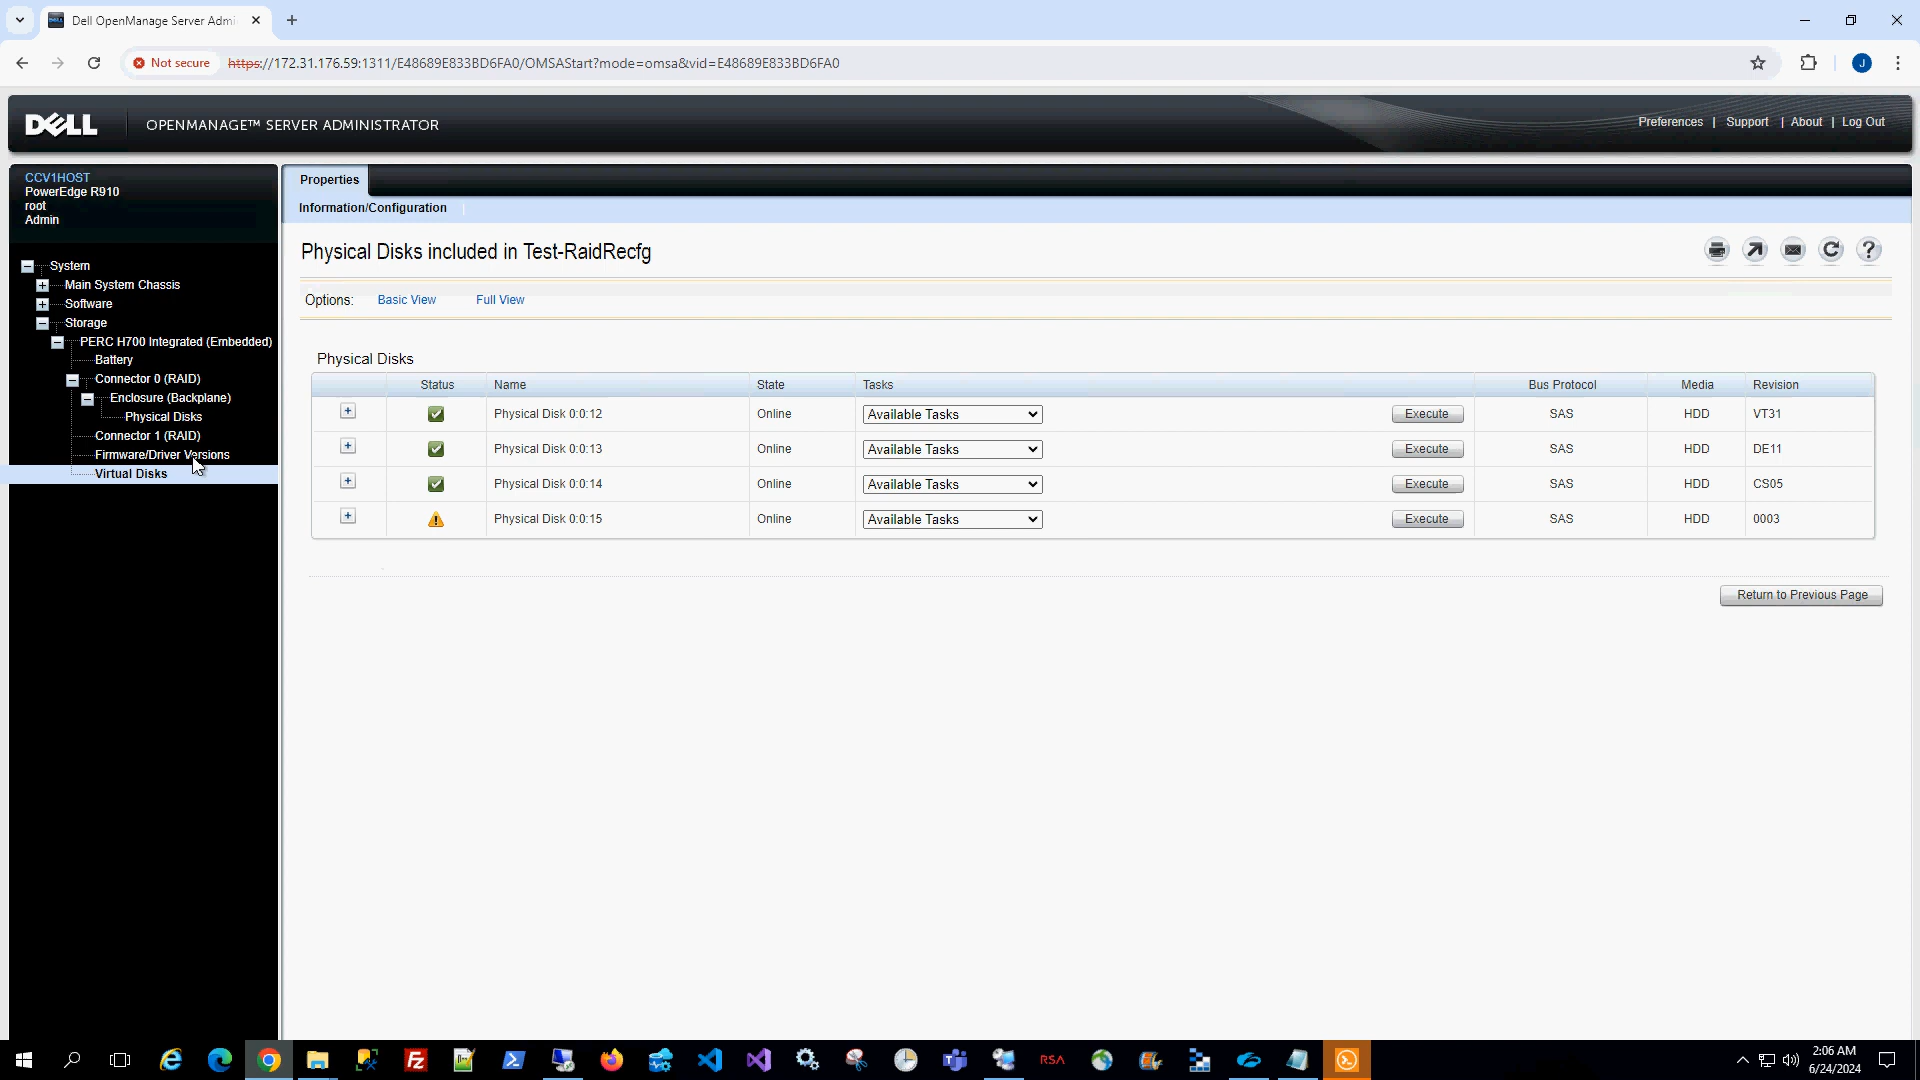 Dell OpenManage Server Admi
Not secure
https://172.31.176.59:1311/E48689E833BD6FA0/OMSAStart?mode=omsa&vid=E48689E833BD6FA0
J
DELL
OPENMANAGE™ SERVER ADMINISTRATOR
Preferences | Support | About | Log Out
CCV1HOST
PowerEdge R910
root
Admin
System
Main System Chassis
Software
Storage
PERC H700 Integrated (Embedded)
Battery
Connector 0 (RAID)
Enclosure (Backplane)
Physical Disks
Connector 1 (RAID)
Firmware/Driver Versions
Virtual Disks
Properties
Information/Configuration
Physical Disks included in Test-RaidRecfg
Options: Basic View Full View
Physical Disks
Status Name State Tasks Bus Protocol Media Revision
Physical Disk 0:0:12 Online Available Tasks Execute SAS HDD VT31
Physical Disk 0:0:13 Online Available Tasks Execute SAS HDD DE11
Physical Disk 0:0:14 Online Available Tasks Execute SAS HDD CS05
Physical Disk 0:0:15 Online Available Tasks Execute SAS HDD 0003
Return to Previous Page
RSA
2:06 AM
6/24/2024